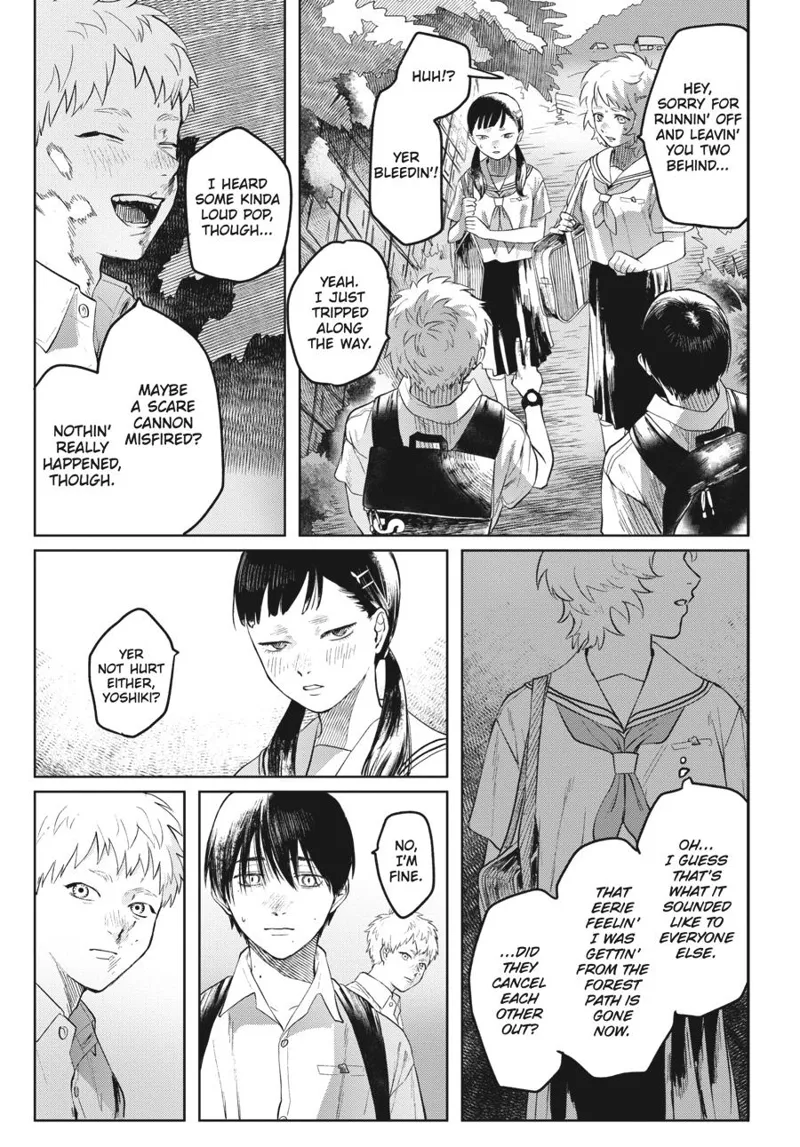 HEY,
SORRY FOR
RUNNIN' OFF
AND LEAVIN'
YOU TWO
BEHIND...
HUH!?
YER
BLEEDIN'!
YEAH.
I JUST
TRIPPED
ALONG
THE WAY.
I HEARD
SOME KINDA
LOUD POP,
THOUGH...
MAYBE
A SCARE
CANNON
MISFIRED?
NOTHIN'
REALLY
HAPPENED,
THOUGH.
OH...
I GUESS
THAT'S
WHAT IT
SOUNDED
LIKE TO
EVERYONE
ELSE.
THAT
EERIE
FEELIN'
I WAS
GETTIN'
FROM THE
FOREST
PATH IS
GONE
NOW.
...DID
THEY
CANCEL
EACH
OTHER
OUT?
YER
NOT HURT
EITHER,
YOSHIKI?
NO,
I'M
FINE.